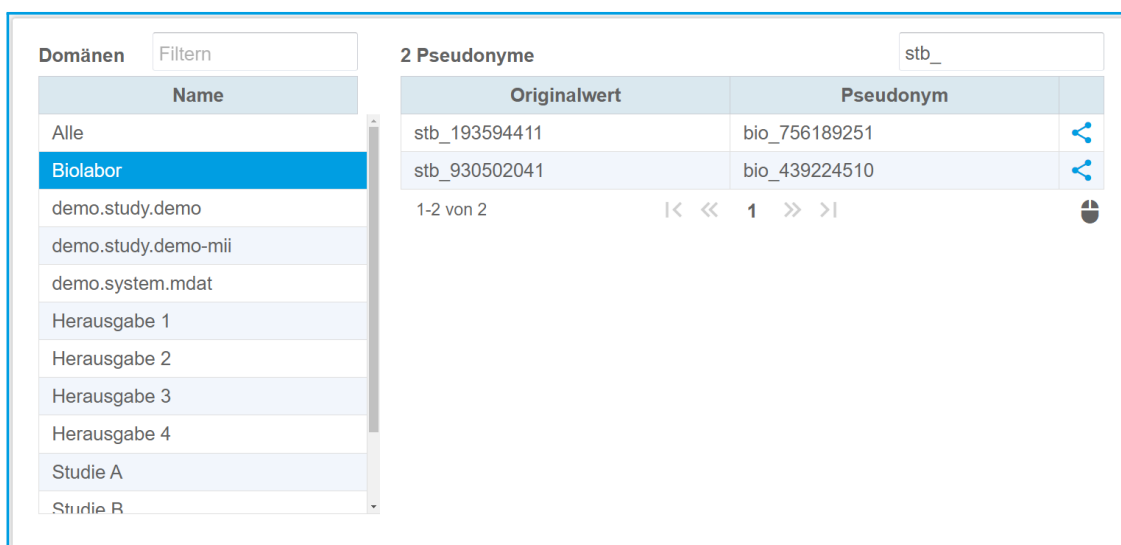 Domänen
Filtern
Name
Alle
Biolabor
demo.study.demo
demo.study.demo-mii
demo.system.mdat
Herausgabe 1
Herausgabe 2
Herausgabe 3
Herausgabe 4
Studie A
Studie B
2 Pseudonyme
stb_
Originalwert Pseudonym
stb_193594411 bio_756189251
stb_930502041 bio_439224510
1-2 von 2
1